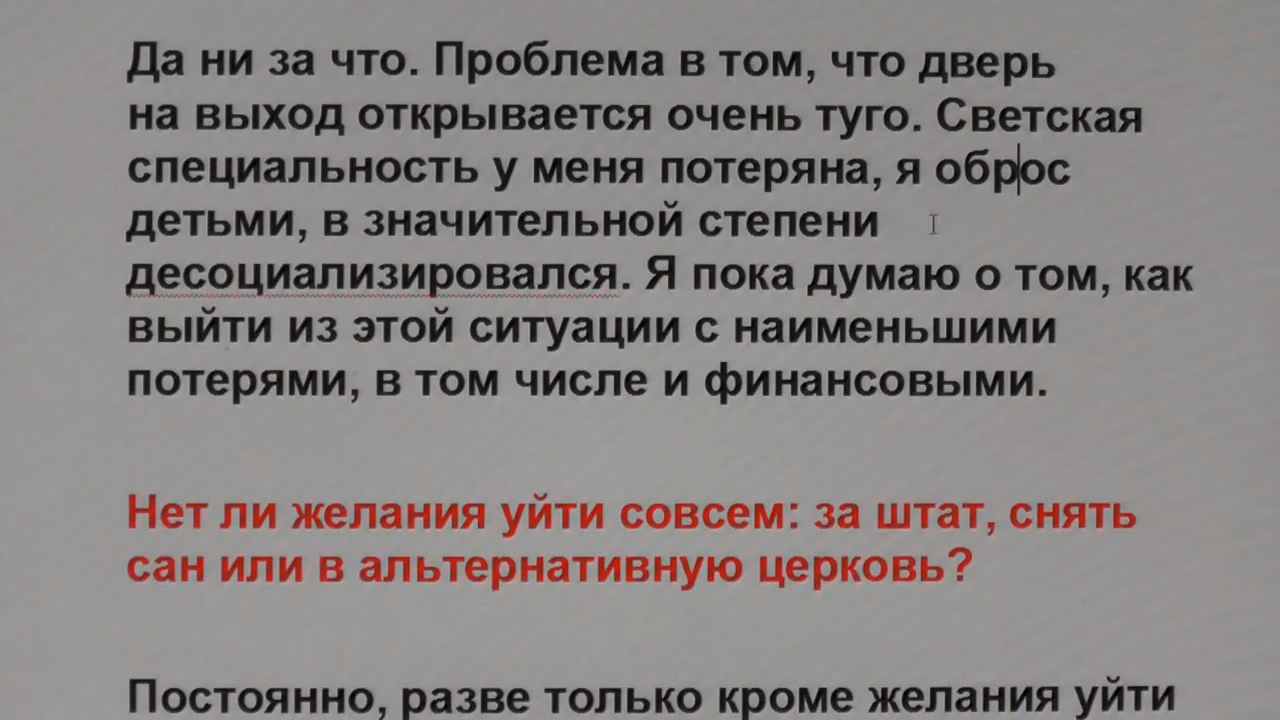 Да ни за что. Проблема в том, что дверь
на выход открывается очень туго. Светская
специальность у меня потеряна, я оброс
детьми, в значительной степени
десоциализировался. Я пока думаю о том, как
выйти из этой ситуации с наименьшими
потерями, в том числе и финансовыми.
Нет ли желания уйти совсем: за штат, снять
сан или в альтернативную церковь?
Постоянно, разве только кроме желания уйти